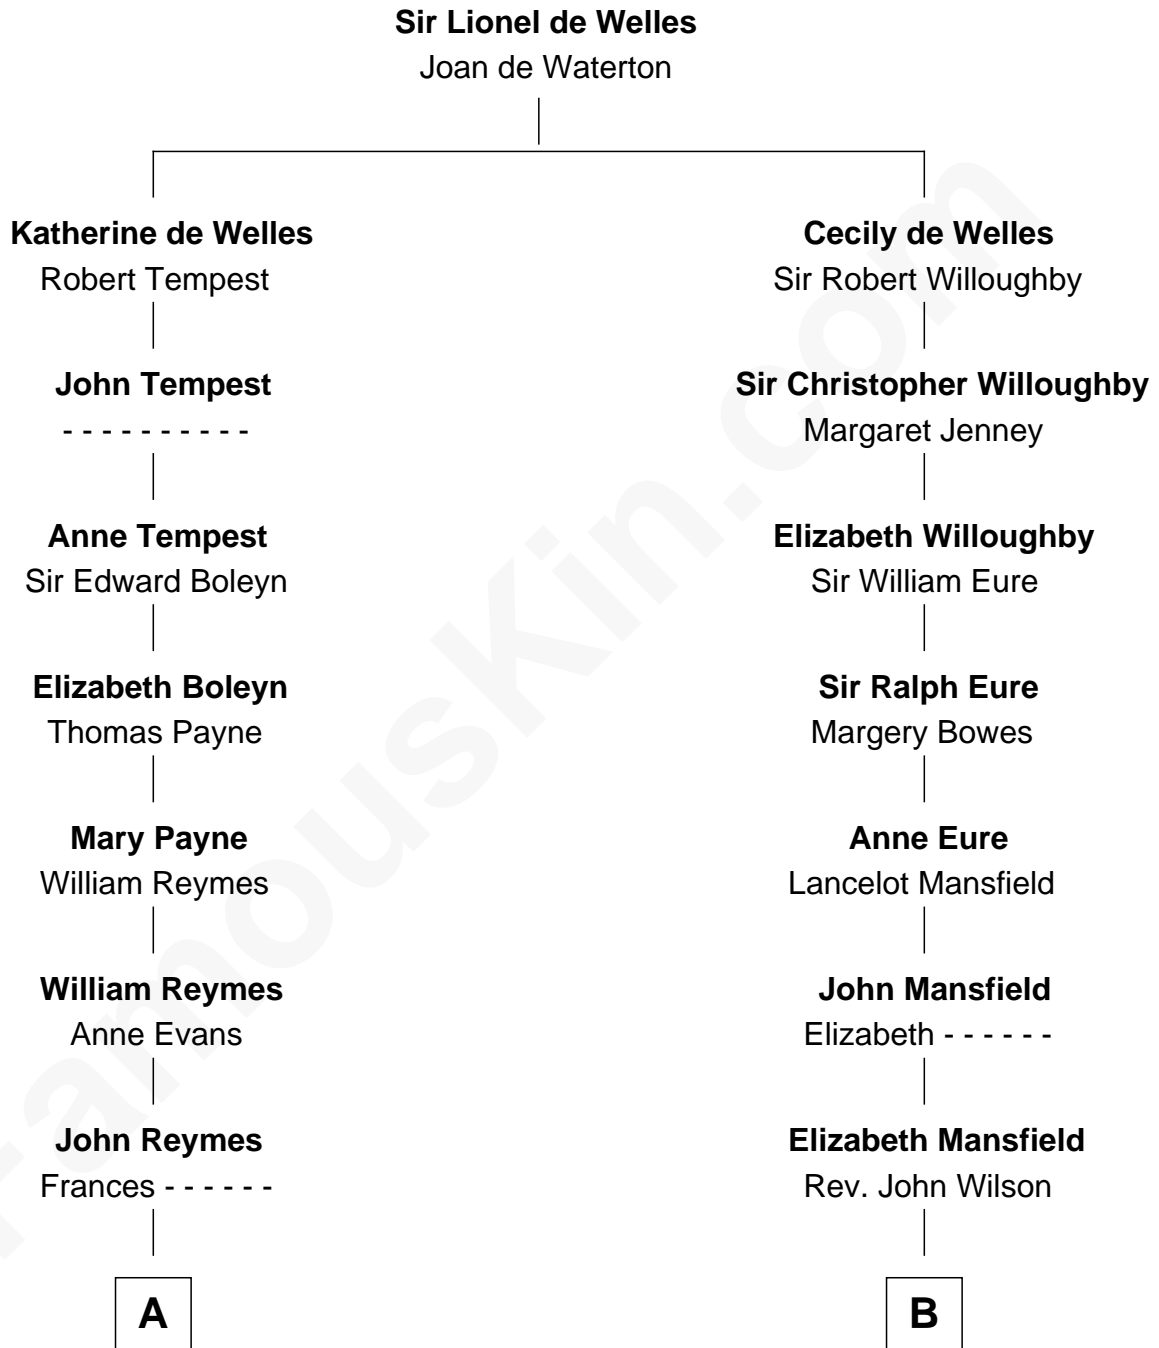 Sir Lionel de Welles
Joan de Waterton
Katherine de Welles
Robert Tempest
Cecily de Welles
Sir Robert Willoughby
John Tempest
- - - - - - - - - -
Sir Christopher Willoughby
Margaret Jenney
Anne Tempest
Sir Edward Boleyn
Elizabeth Willoughby
Sir William Eure
Elizabeth Boleyn
Thomas Payne
Sir Ralph Eure
Margery Bowes
Mary Payne
William Reymes
Anne Eure
Lancelot Mansfield
William Reymes
Anne Evans
John Mansfield
Elizabeth - - - - - -
John Reymes
Frances - - - - - -
Elizabeth Mansfield
Rev. John Wilson
A
B
FamousKin.com